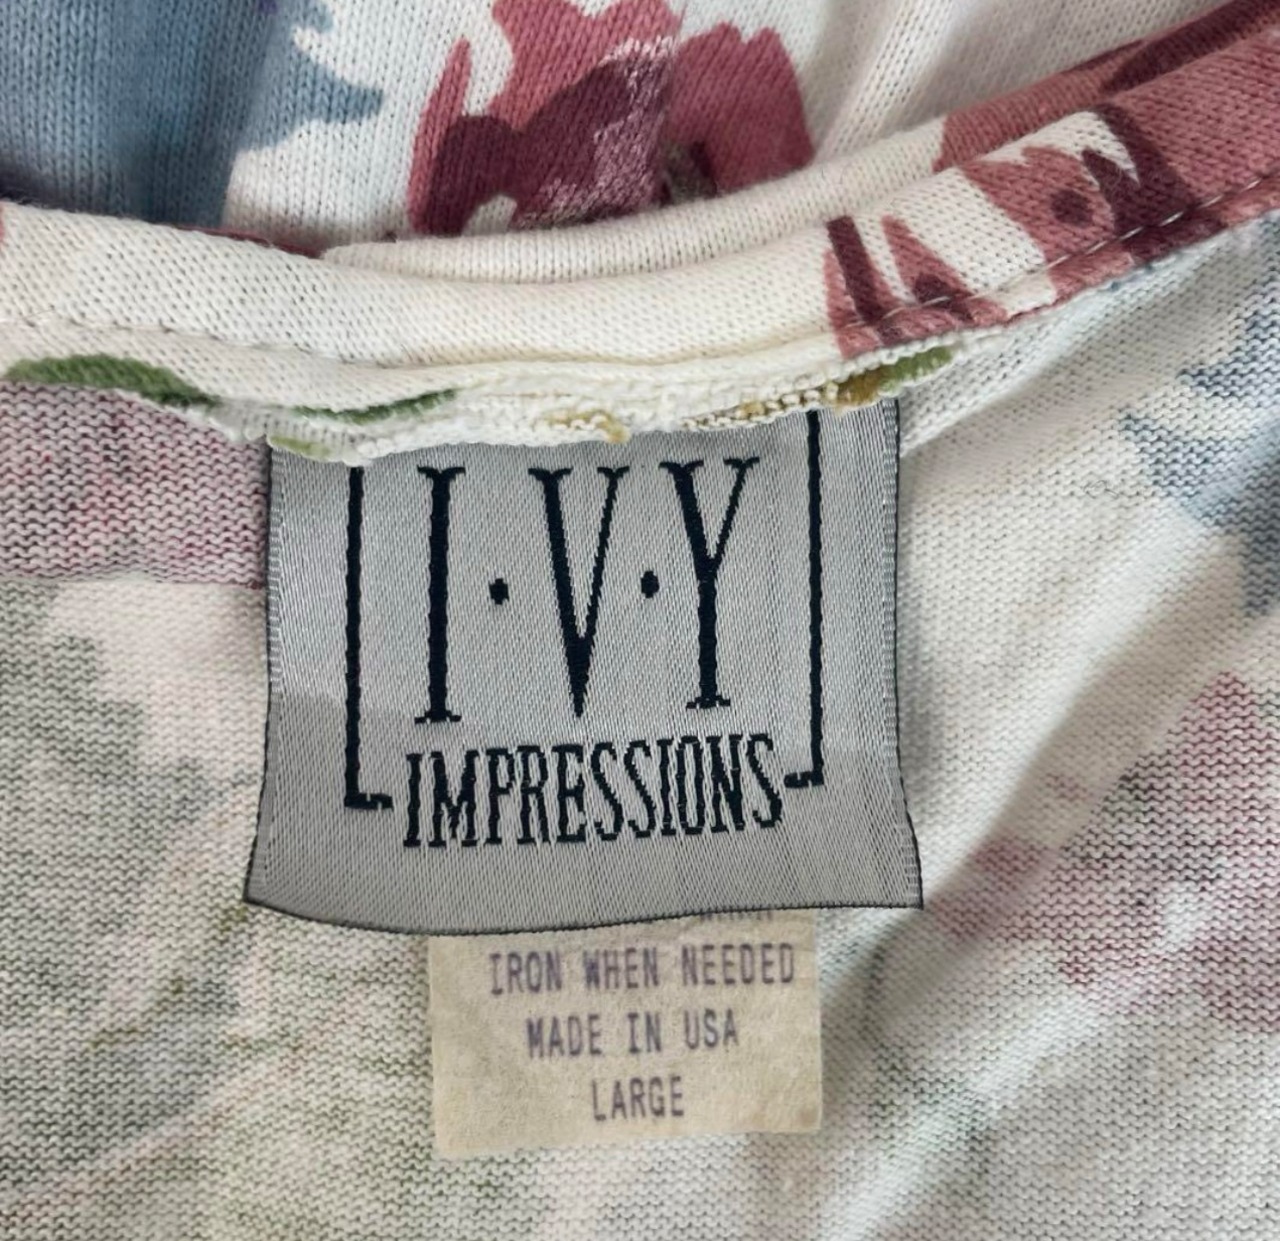 I·V·Y
IMPRESSIONS
IRON WHEN NEEDED
MADE IN USA
LARGE